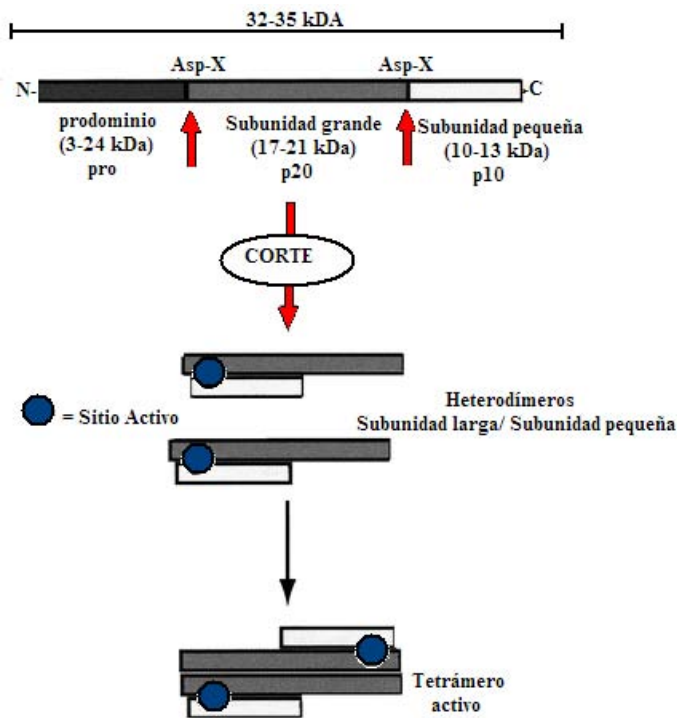 32-35 kDA
Asp-X Asp-X
N- -C
prodominio
(3-24 kDa)
pro
Subunidad grande
(17-21 kDa)
p20
Subunidad pequeña
(10-13 kDa)
p10
CORTE
= Sitio Activo
Heterodímeros
Subunidad larga/ Subunidad pequeña
Tetrámero
activo